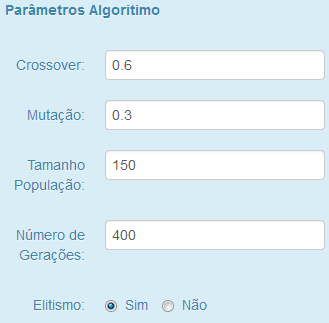 Parâmetros Algoritimo
Crossover: 0.6
Mutação: 0.3
Tamanho
População: 150
Número de
Gerações: 400
Elitismo: Sim Não